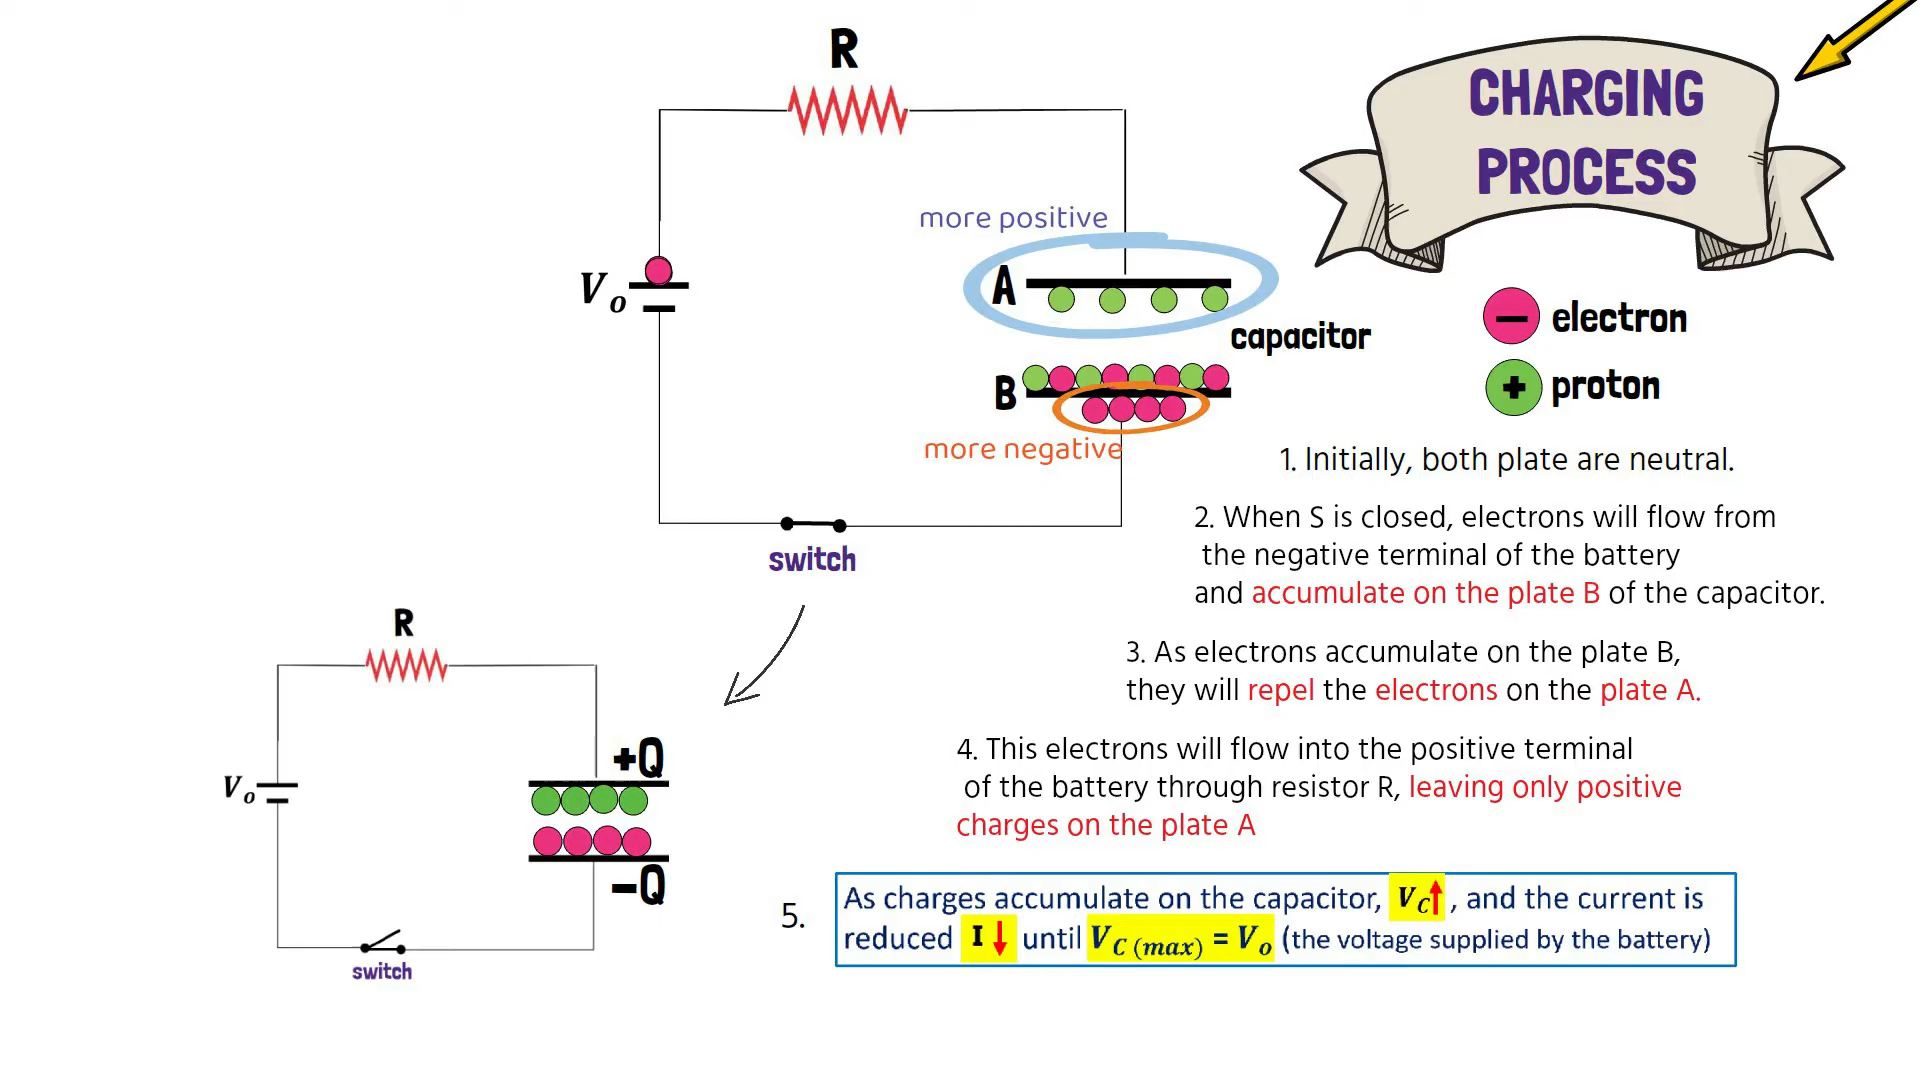 R
CHARGING
PROCESS
more positive
V₀
A
capacitor
− electron
B
+ proton
more negative
1. Initially, both plate are neutral.
2. When S is closed, electrons will flow from
the negative terminal of the battery
and accumulate on the plate B of the capacitor.
switch
R
3. As electrons accumulate on the plate B,
they will repel the electrons on the plate A.
+Q
V₀
−Q
switch
4. This electrons will flow into the positive terminal
of the battery through resistor R, leaving only positive
charges on the plate A
5. As charges accumulate on the capacitor, V_C↑, and the current is
reduced I↓ until V_C (max) = V₀ (the voltage supplied by the battery)